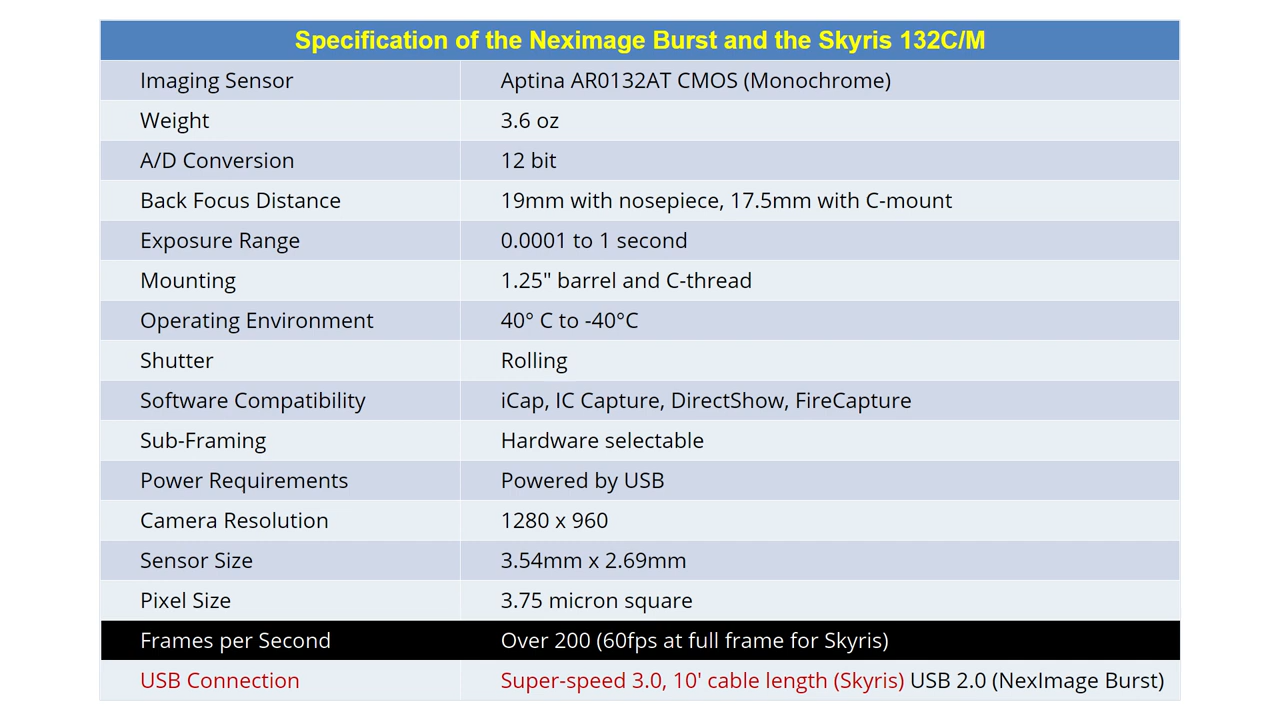 Specification of the Neximage Burst and the Skyris 132C/M
Imaging Sensor Aptina AR0132AT CMOS (Monochrome)
Weight 3.6 oz
A/D Conversion 12 bit
Back Focus Distance 19mm with nosepiece, 17.5mm with C-mount
Exposure Range 0.0001 to 1 second
Mounting 1.25" barrel and C-thread
Operating Environment 40° C to -40°C
Shutter Rolling
Software Compatibility iCap, IC Capture, DirectShow, FireCapture
Sub-Framing Hardware selectable
Power Requirements Powered by USB
Camera Resolution 1280 x 960
Sensor Size 3.54mm x 2.69mm
Pixel Size 3.75 micron square
Frames per Second Over 200 (60fps at full frame for Skyris)
USB Connection Super-speed 3.0, 10' cable length (Skyris) USB 2.0 (NexImage Burst)